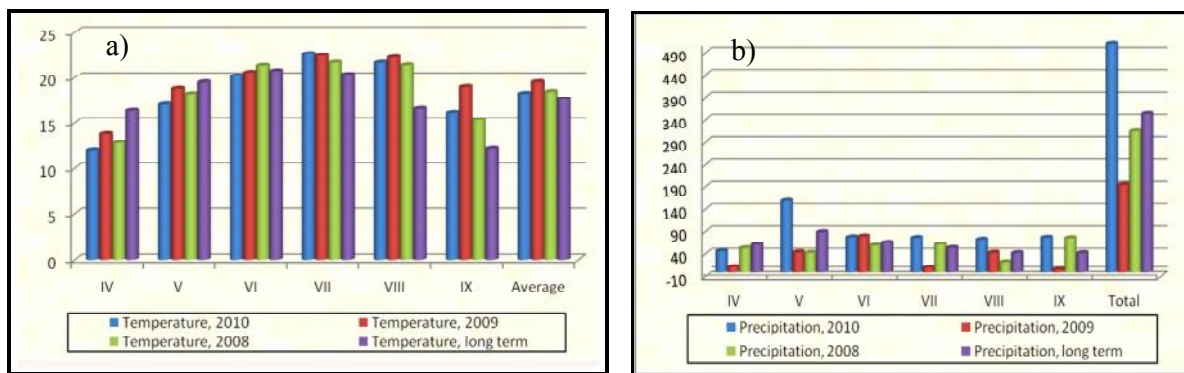 a)
25
20
15
10
5
0
IV V VI VII VIII IX Average
Temperature, 2010 Temperature, 2009
Temperature, 2008 Temperature, long term
b)
490
440
390
340
290
240
190
140
90
40
-10
IV V VI VII VIII IX Total
Precipitation, 2010 Precipitation, 2009
Precipitation, 2008 Precipitation, long term